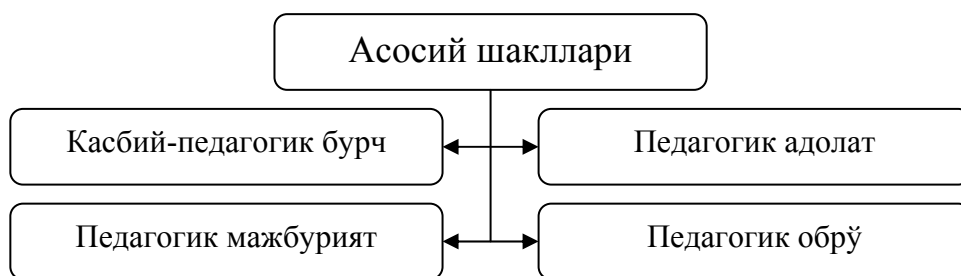 Асосий шакллари
Касбий-педагогик бурч
Педагогик адолат
Педагогик мажбурият
Педагогик обрў